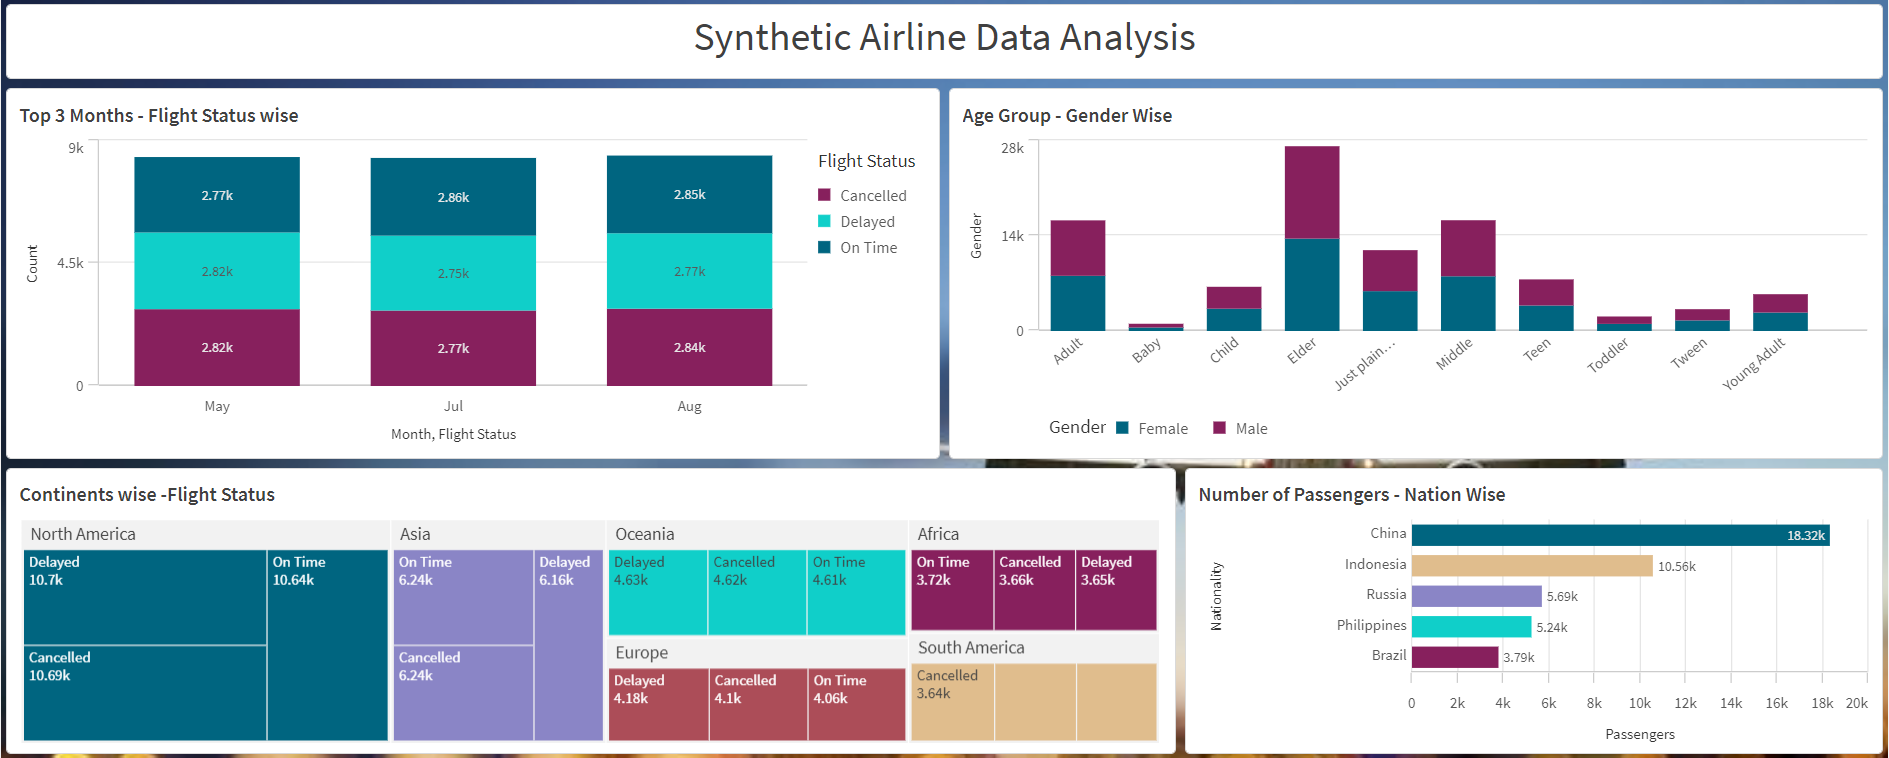 Synthetic Airline Data Analysis
Top 3 Months - Flight Status wise
9k
4.5k
0
Count
2.77k
2.82k
2.82k
2.86k
2.75k
2.77k
2.85k
2.77k
2.84k
May
Jul
Aug
Month, Flight Status
Flight Status
Cancelled
Delayed
On Time
Age Group - Gender Wise
28k
14k
0
Gender
Adult
Baby
Child
Elder
Just plain…
Middle
Teen
Toddler
Tween
Young Adult
Gender
Female
Male
Continents wise -Flight Status
North America
Delayed
10.7k
On Time
10.64k
Cancelled
10.69k
Asia
On Time
6.24k
Delayed
6.16k
Cancelled
6.24k
Oceania
Delayed
4.63k
Cancelled
4.62k
On Time
4.61k
Europe
Delayed
4.18k
Cancelled
4.1k
On Time
4.06k
Africa
On Time
3.72k
Cancelled
3.66k
Delayed
3.65k
South America
Cancelled
3.64k
Number of Passengers - Nation Wise
Nationality
China
18.32k
Indonesia
10.56k
Russia
5.69k
Philippines
5.24k
Brazil
3.79k
0 2k 4k 6k 8k 10k 12k 14k 16k 18k 20k
Passengers